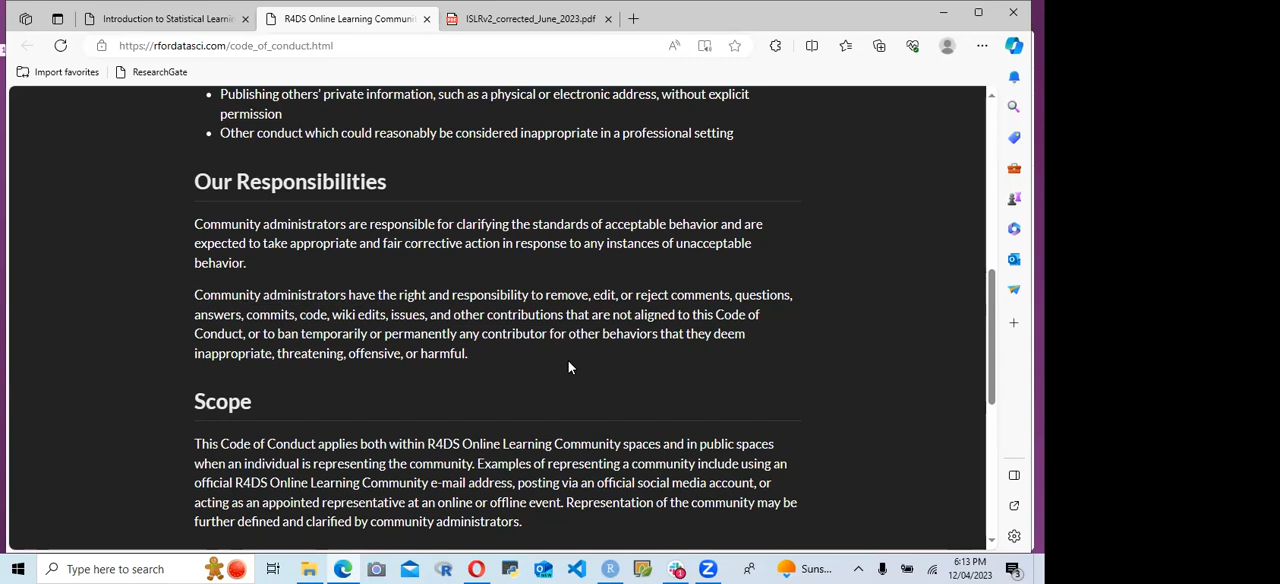 Introduction to Statistical Learnin
R4DS Online Learning Communi
ISLRv2_corrected_June_2023.pdf
https://rfordatasci.com/code_of_conduct.html
Import favorites
ResearchGate
Publishing others' private information, such as a physical or electronic address, without explicit
permission
Other conduct which could reasonably be considered inappropriate in a professional setting
Our Responsibilities
Community administrators are responsible for clarifying the standards of acceptable behavior and are
expected to take appropriate and fair corrective action in response to any instances of unacceptable
behavior.
Community administrators have the right and responsibility to remove, edit, or reject comments, questions,
answers, commits, code, wiki edits, issues, and other contributions that are not aligned to this Code of
Conduct, or to ban temporarily or permanently any contributor for other behaviors that they deem
inappropriate, threatening, offensive, or harmful.
Scope
This Code of Conduct applies both within R4DS Online Learning Community spaces and in public spaces
when an individual is representing the community. Examples of representing a community include using an
official R4DS Online Learning Community e-mail address, posting via an official social media account, or
acting as an appointed representative at an online or offline event. Representation of the community may be
further defined and clarified by community administrators.
Type here to search
Suns...
6:13 PM
12/04/2023